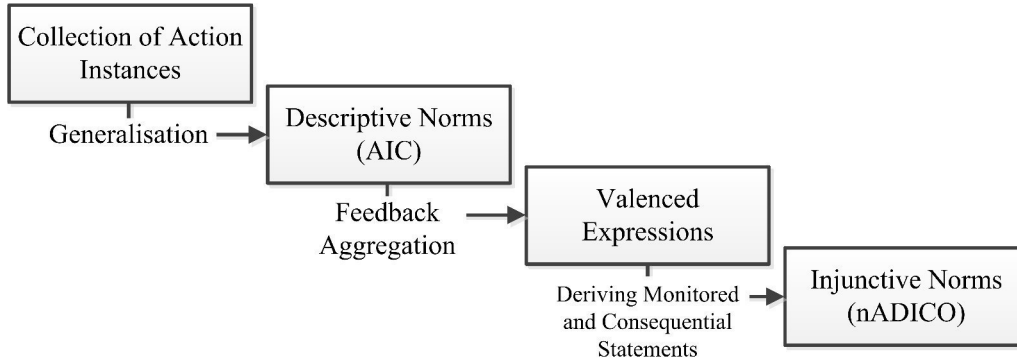 Collection of Action
Instances
Generalisation
Descriptive Norms
(AIC)
Feedback
Aggregation
Valenced
Expressions
Deriving Monitored
and Consequential
Statements
Injunctive Norms
(nADICO)